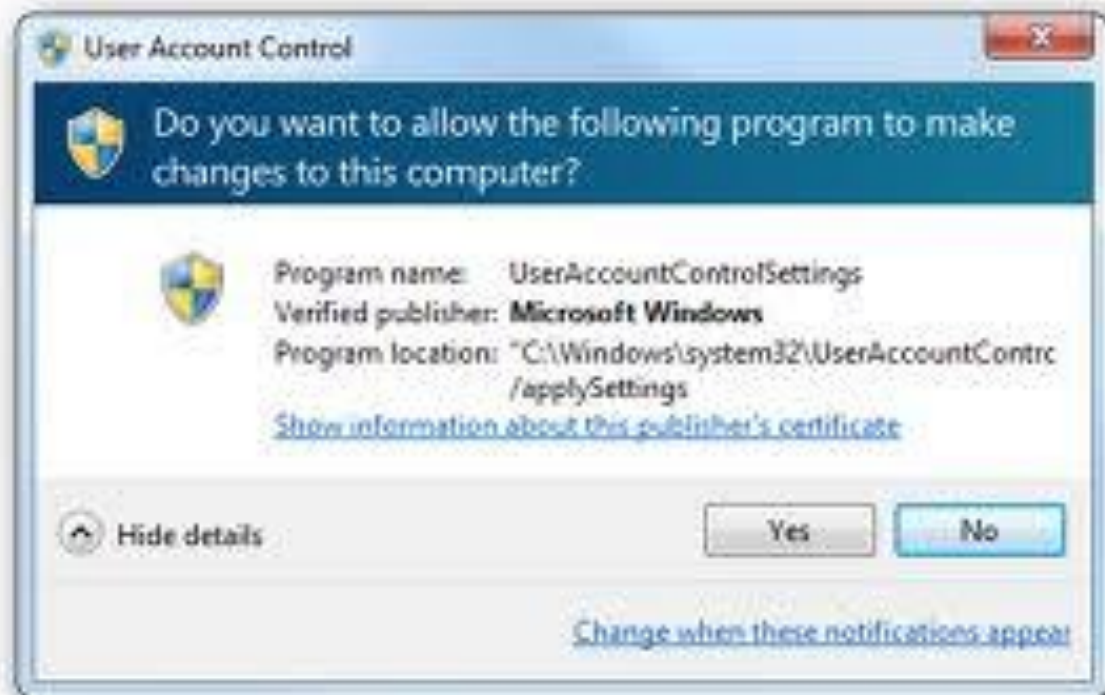 User Account Control
Do you want to allow the following program to make
changes to this computer?
Program name: UserAccountControlSettings
Verified publisher: Microsoft Windows
Program location: "C:\Windows\system32\UserAccountContrc
/applySettings
Show information about this publisher's certificate
Hide details
Yes
No
Change when these notifications appear